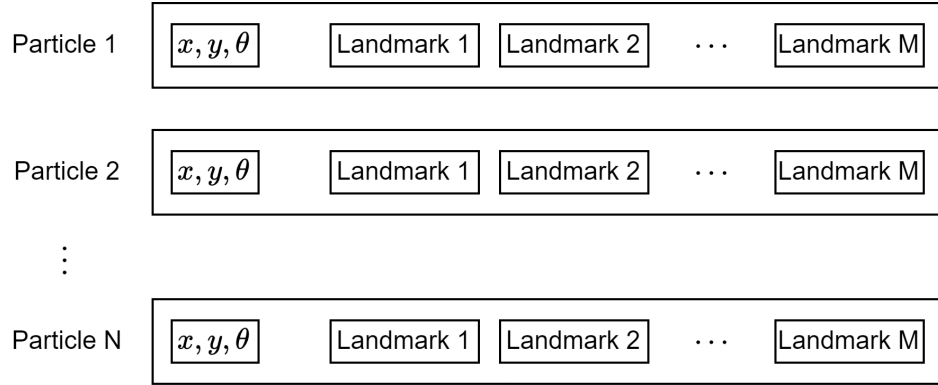 Particle 1 x, y, θ Landmark 1 Landmark 2 ⋯ Landmark M
Particle 2 x, y, θ Landmark 1 Landmark 2 ⋯ Landmark M
⋮
Particle N x, y, θ Landmark 1 Landmark 2 ⋯ Landmark M